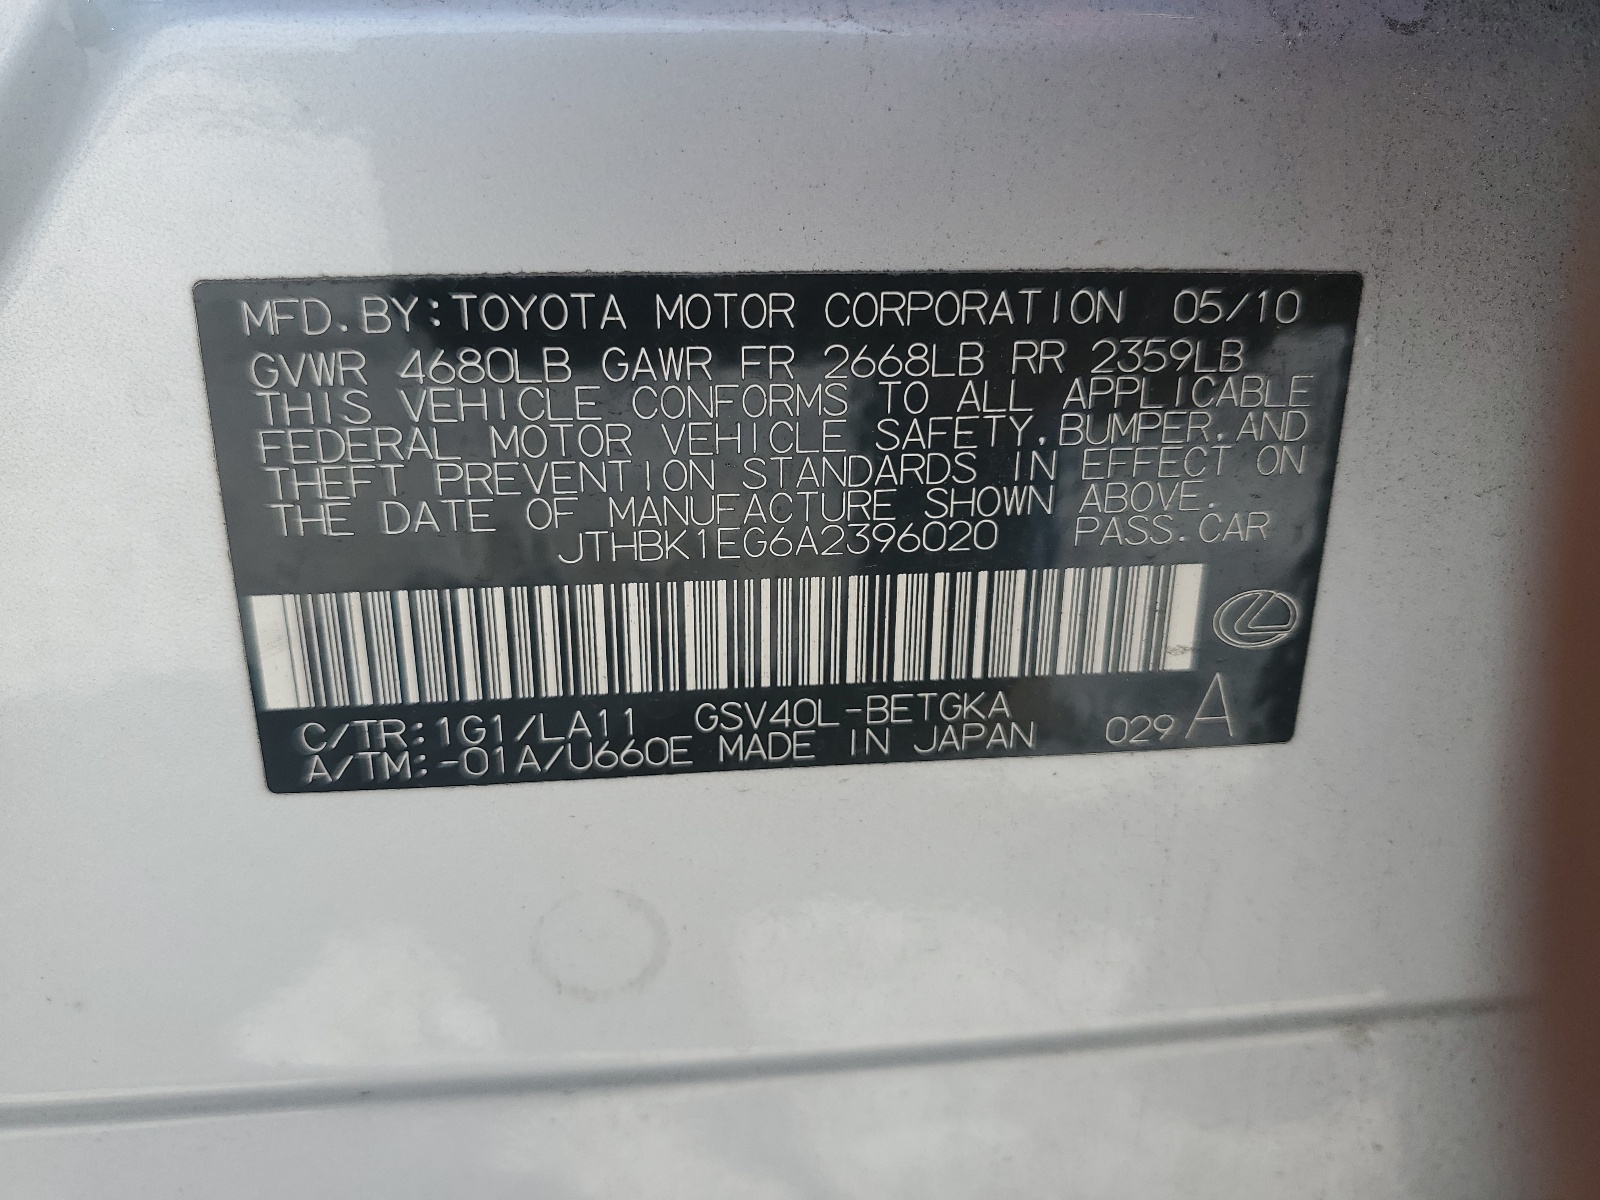 MFD.BY:TOYOTA MOTOR CORPORATION 05/10
GVWR 4680LB GAWR FR 2668LB RR 2359LB
THIS VEHICLE CONFORMS TO ALL APPLICABLE
FEDERAL MOTOR VEHICLE SAFETY,BUMPER,AND
THEFT PREVENTION STANDARDS IN EFFECT ON
THE DATE OF MANUFACTURE SHOWN ABOVE.
JTHBK1EG6A2396020 PASS.CAR
C/TR:1G1/LA11 GSV40L-BETGKA
A/TM:-01A/U660E MADE IN JAPAN 029 A